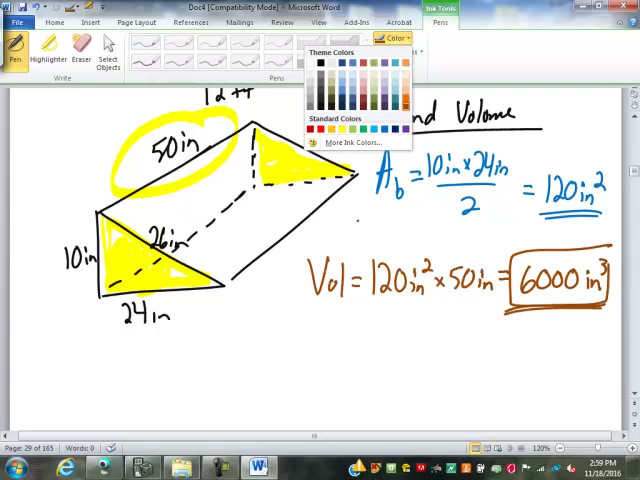 Doc4 [Compatibility Mode] - Microsoft Word
Ink Tools
File
Home
Insert
Page Layout
References
Mailings
Review
View
Add-Ins
Acrobat
Pens
Pen
Highlighter
Eraser
Select
Objects
Write
Pens
Color
Theme Colors
Standard Colors
More Ink Colors...
nd Volume
50in
10in
26in
24in
Ab = 10in x 24in / 2 = 120in²
Vol = 120in² x 50in = 6000in³
Page: 29 of 165
Words: 0
120%
2:59 PM
11/18/2016